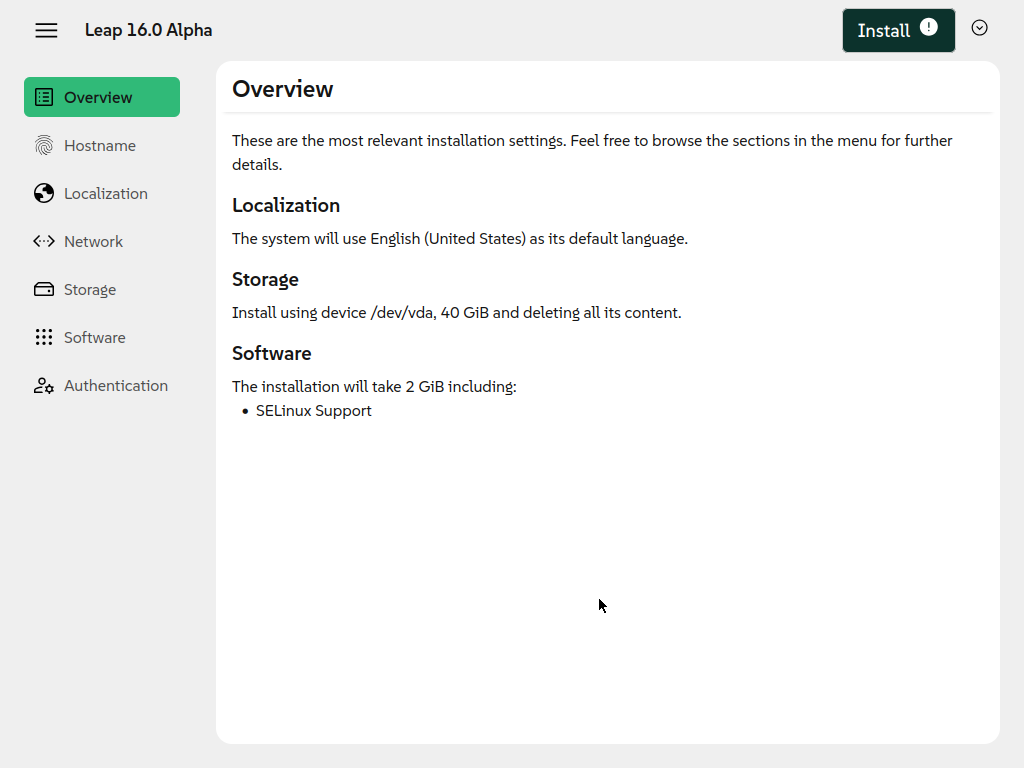 Leap 16.0 Alpha
Install
Overview
Hostname
Localization
Network
Storage
Software
Authentication
Overview
These are the most relevant installation settings. Feel free to browse the sections in the menu for further
details.
Localization
The system will use English (United States) as its default language.
Storage
Install using device /dev/vda, 40 GiB and deleting all its content.
Software
The installation will take 2 GiB including:
• SELinux Support